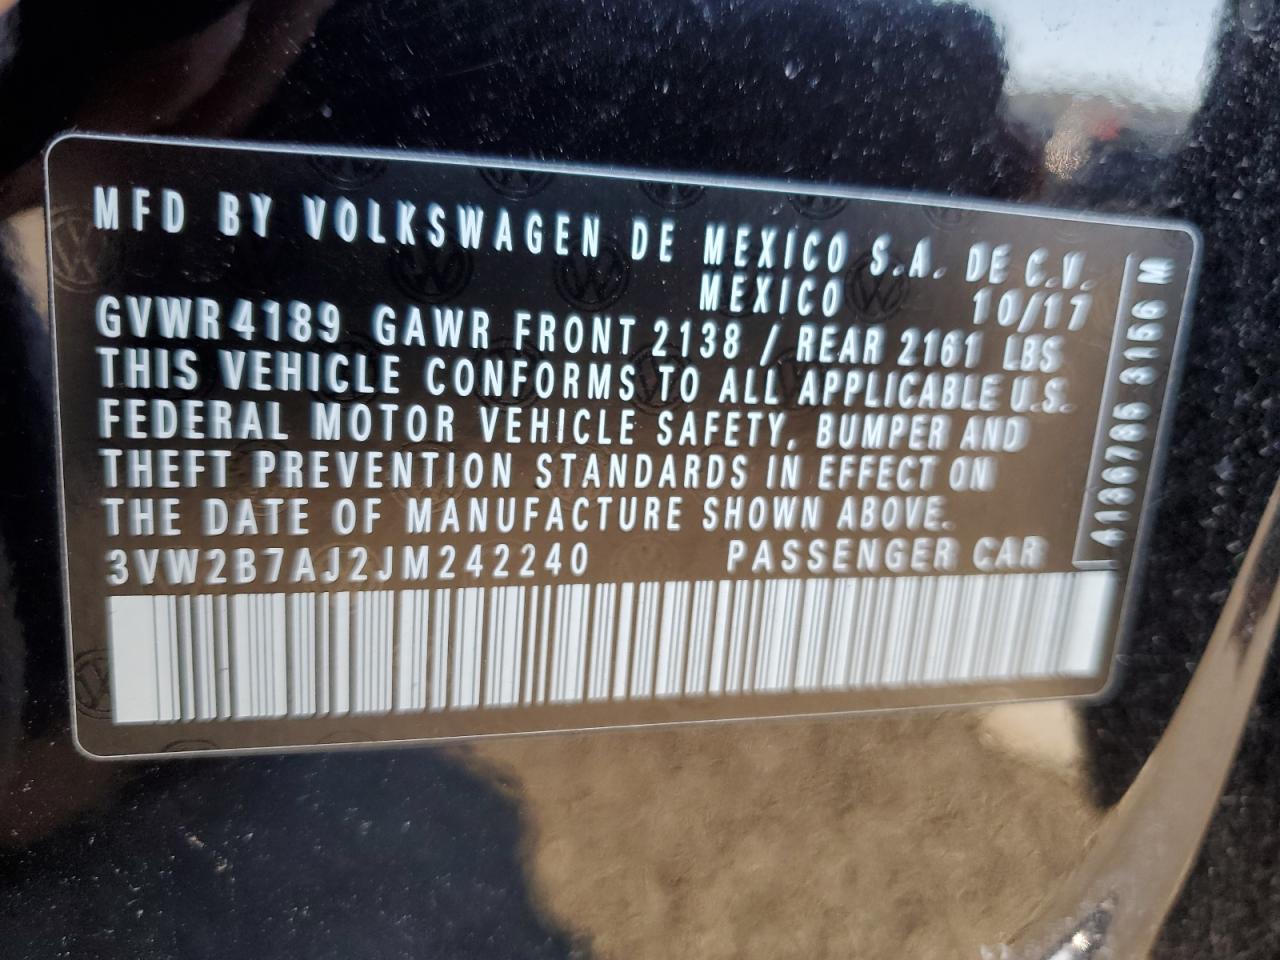 MFD BY VOLKSWAGEN DE MEXICO S.A. DE C.V.
MEXICO 10/17
GVWR 4189 GAWR FRONT 2138 / REAR 2161 LBS
THIS VEHICLE CONFORMS TO ALL APPLICABLE U.S.
FEDERAL MOTOR VEHICLE SAFETY, BUMPER AND
THEFT PREVENTION STANDARDS IN EFFECT ON
THE DATE OF MANUFACTURE SHOWN ABOVE.
3VW2B7AJ2JM242240 PASSENGER CAR
3156 M